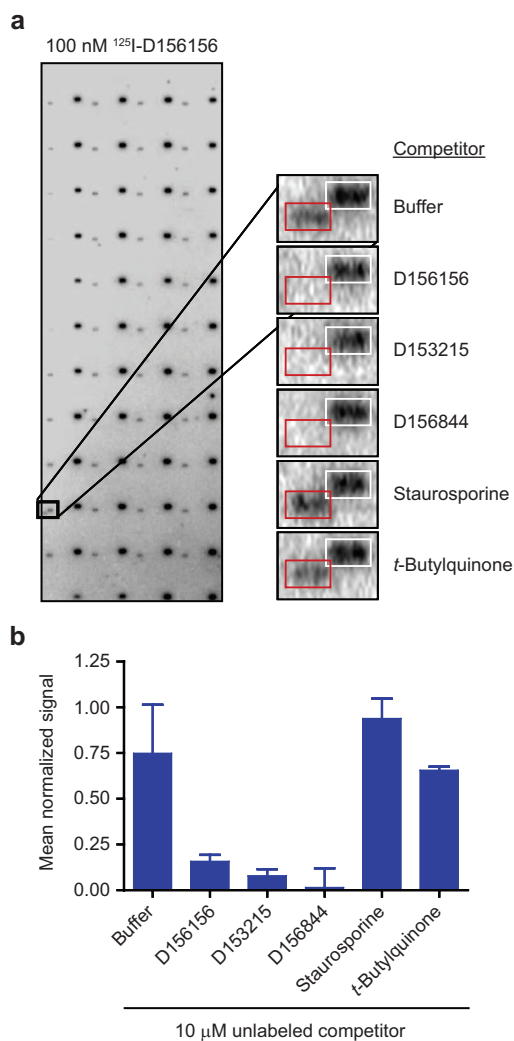 a
100 nM ¹²⁵I-D156156
Competitor
Buffer
D156156
D153215
D156844
Staurosporine
t-Butylquinone
b
Mean normalized signal
1.25
1.00
0.75
0.50
0.25
0.00
Buffer
D156156
D153215
D156844
Staurosporine
t-Butylquinone
10 μM unlabeled competitor